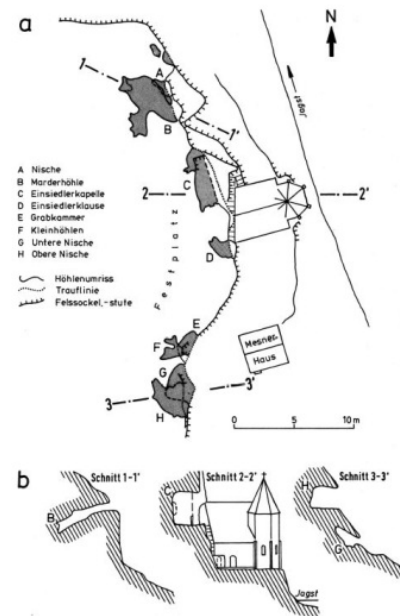 a
N
Jagst
1
A
B
1'
C
2
2'
D
A Nische
B Marderhöhle
C Einsiedlerkapelle
D Einsiedlerklause
E Grabkammer
F Kleinhöhlen
G Untere Nische
H Obere Nische
Höhlenumriss
Trauflinie
Felssockel,-stufe
Festplatz
E
F
G
3
3'
H
Mesner-
Haus
0 5 10 m
b
Schnitt 1-1'
Schnitt 2-2'
Schnitt 3-3'
B
C
H
G
Jagst